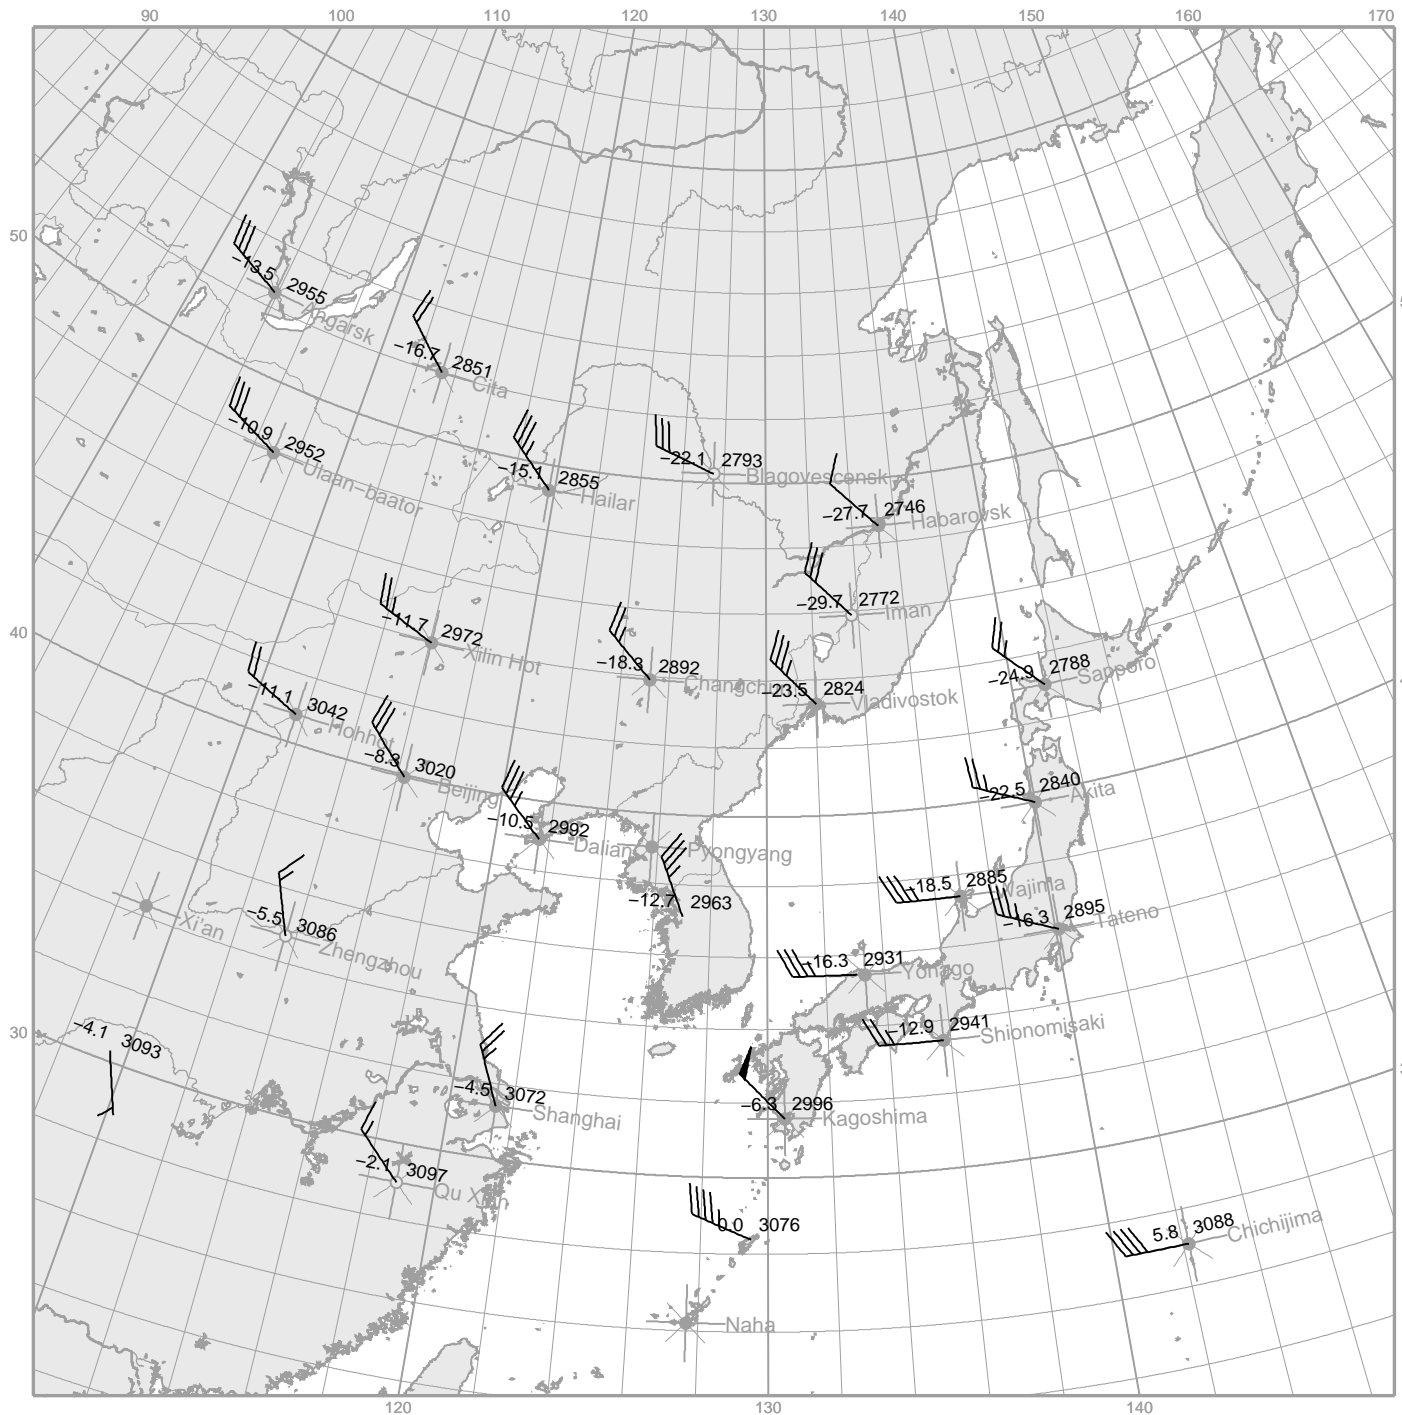 90 100 110 120 130 140 150 160 170
50
−13.5 2955
Angarsk
−16.7 2851
Cita
−10.9 2952
Ulaan−baator
−15.1 2855
Hailar
−22.1 2793
Blagovescensk
−27.7 2746
Habarovsk
−29.7 2772
Iman
40
−11.7 2972
Xilin Hot
−18.3 2892
−23.5 2824
Vladivostok
−24.9 2788
Sapporo
−11.1 3042
Hohhot
−8.3 3020
Beijing
−22.5 2840
Akita
−10.5 2992
Dalian
Pyongyang
−12.7 2963
−18.5 2885
Wajima
−16.3 2895
Tateno
Xi'an
−5.5 3086
Zhengzhou
−16.3 2931
Yonago
30
−4.1 3093
−12.9 2941
Shionomisaki
−4.5 3072
Shanghai
−6.3 2996
Kagoshima
−2.1 3097
Qu Xian
0.0 3076
5.8 3088
Chichijima
Naha
120 130 140